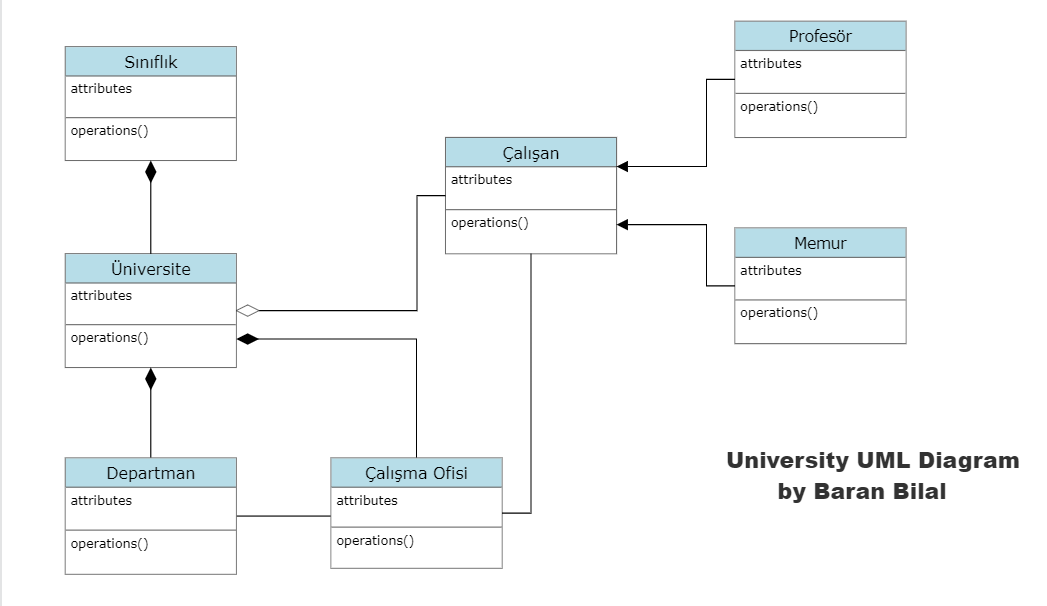 Profesör
attributes
operations()
Sınıflık
attributes
operations()
Çalışan
attributes
operations()
Memur
attributes
operations()
Üniversite
attributes
operations()
Departman
attributes
operations()
Çalışma Ofisi
attributes
operations()
University UML Diagram
by Baran Bilal